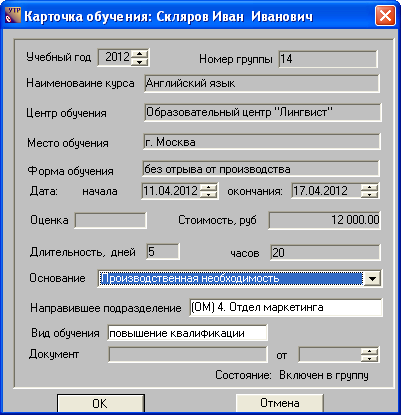 Карточка обучения: Скляров Иван Иванович
Учебный год 2012 Номер группы 14
Наименоваине курса Английский язык
Центр обучения Образовательный центр "Лингвист"
Место обучения г. Москва
Форма обучения без отрыва от производства
Дата: начала 11.04.2012 окончания: 17.04.2012
Оценка Стоимость, руб 12 000.00
Длительность, дней 5 часов 20
Основание Производственная необходимость
Направившее подразделение (ОМ) 4. Отдел маркетинга
Вид обучения повышение квалификации
Документ от
Состояние: Включен в группу
OK Отмена